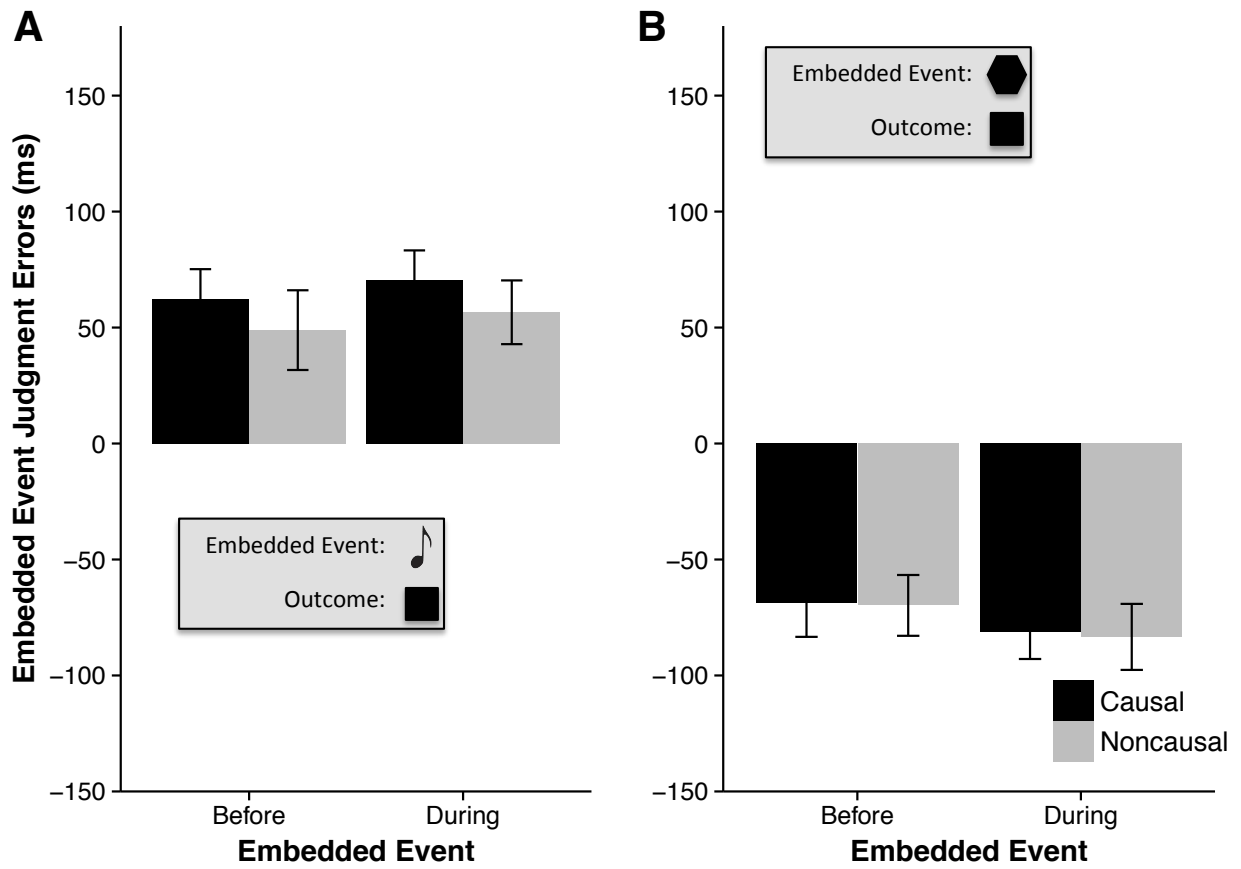 A
Embedded Event Judgment Errors (ms)
150
100
50
0
−50
−100
−150
Embedded Event:
Outcome:
Before
During
Embedded Event
B
150
100
50
0
−50
−100
−150
Embedded Event:
Outcome:
Causal
Noncausal
Before
During
Embedded Event